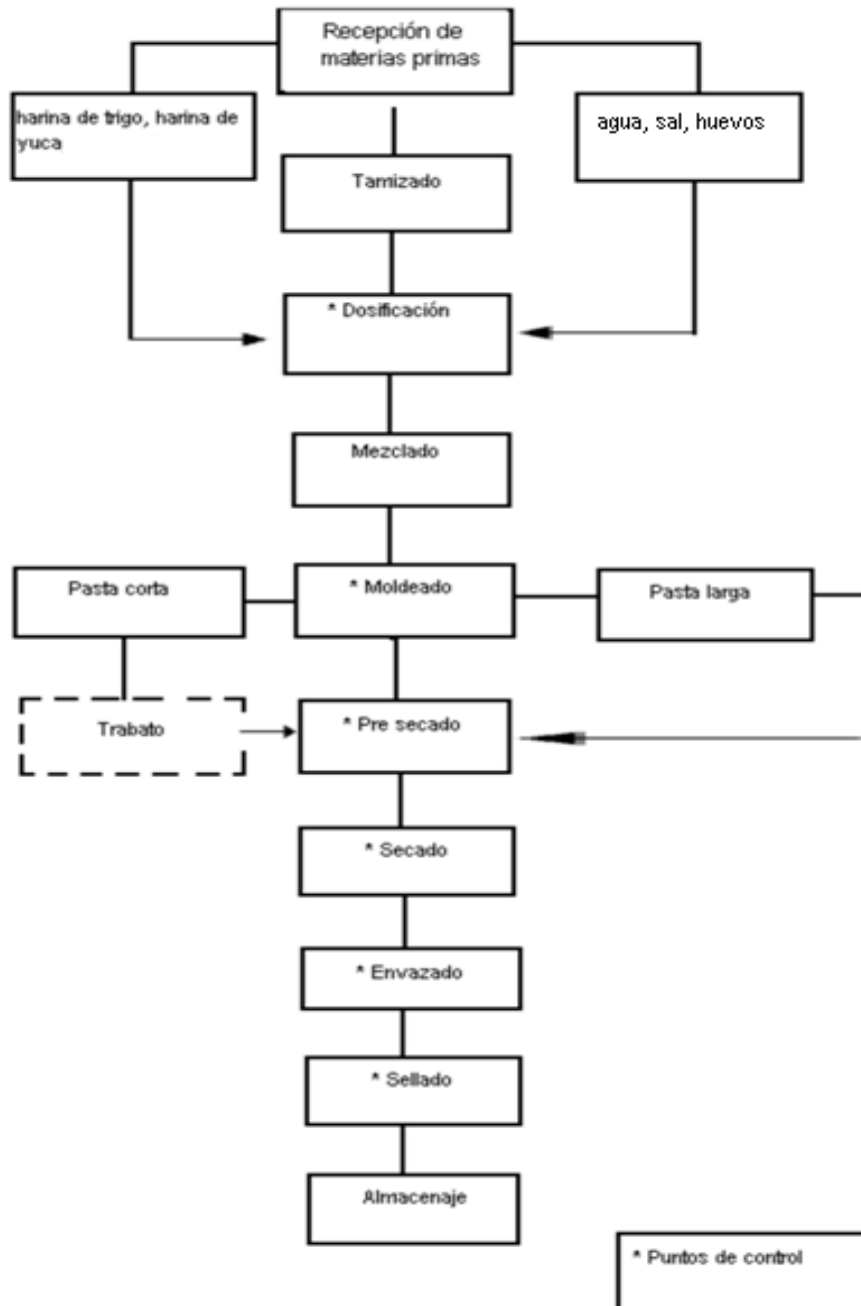 Recepción de
materias primas
harina de trigo, harina de
yuca
agua, sal, huevos
Tamizado
* Dosificación
Mezclado
Pasta corta
* Moldeado
Pasta larga
Trabato
* Pre secado
* Secado
* Envazado
* Sellado
Almacenaje
* Puntos de control